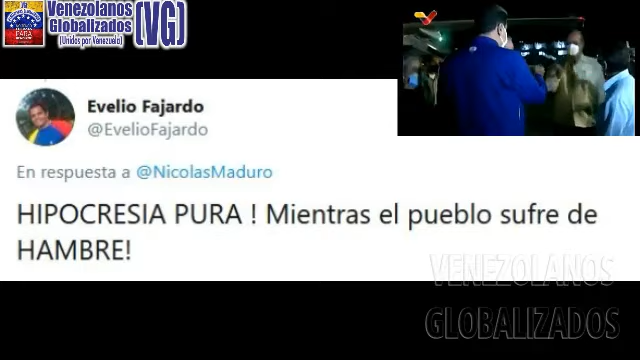 Venezolanos
Globalizados
(Unidos por Venezuela)
(VG)
Evelio Fajardo
@EvelioFajardo
En respuesta a @NicolasMaduro
HIPOCRESIA PURA ! Mientras el pueblo sufre de
HAMBRE!
VENEZOLANOS
GLOBALIZADOS